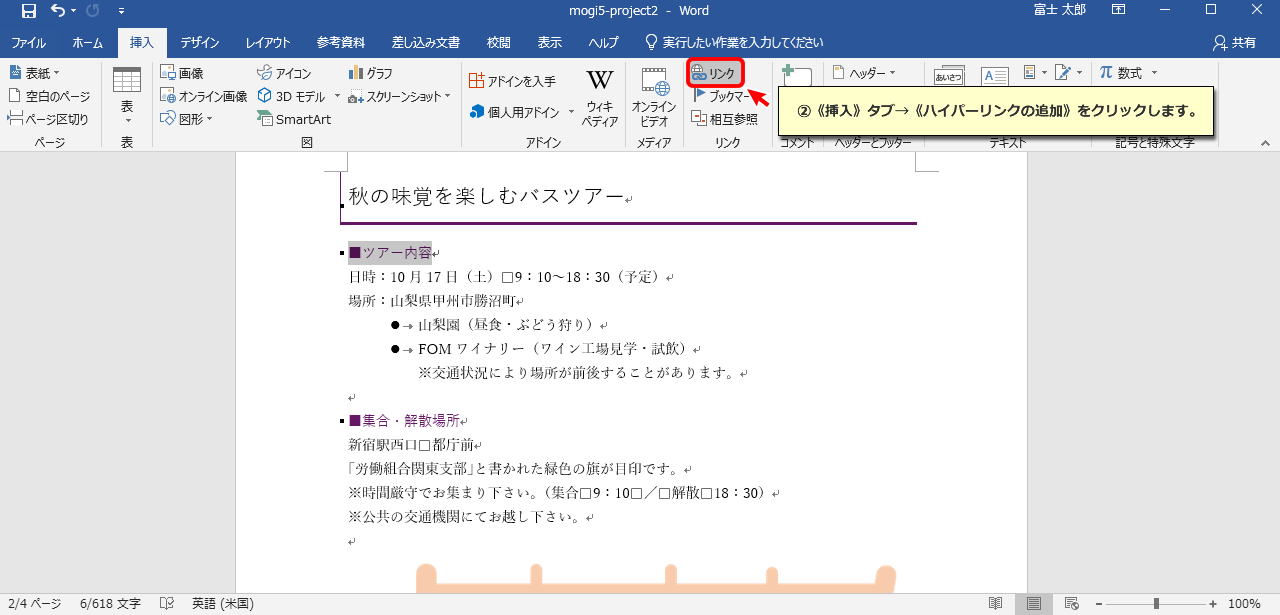 mogi5-project2 - Word
富士 太郎
ファイル ホーム 挿入 デザイン レイアウト 参考資料 差し込み文書 校閲 表示 ヘルプ 実行したい作業を入力してください 共有
表紙 画像 アイコン グラフ アドインを入手 リンク ヘッダー あいさつ A 数式
空白のページ オンライン画像 3D モデル スクリーンショット 個人用アドイン ブックマー
ページ区切り 図形 SmartArt 相互参照
表
W
ウィキペディア
オンライン ビデオ
②《挿入》タブ→《ハイパーリンクの追加》をクリックします。
ページ 表 図 アドイン メディア リンク コメント ヘッダーとフッター テキスト 記号と特殊文字
秋の味覚を楽しむバスツアー↵
■ツアー内容↵
日時：10 月 17 日（土）□9：10～18：30（予定）↵
場所：山梨県甲州市勝沼町↵
●→ 山梨園（昼食・ぶどう狩り）↵
●→ FOM ワイナリー（ワイン工場見学・試飲）↵
※交通状況により場所が前後することがあります。↵
↵
■集合・解散場所↵
新宿駅西口□都庁前↵
「労働組合関東支部」と書かれた緑色の旗が目印です。↵
※時間厳守でお集まり下さい。（集合□9：10□／□解散□18：30）↵
※公共の交通機関にてお越し下さい。↵
↵
2/4 ページ 6/618 文字 英語 (米国) 100%